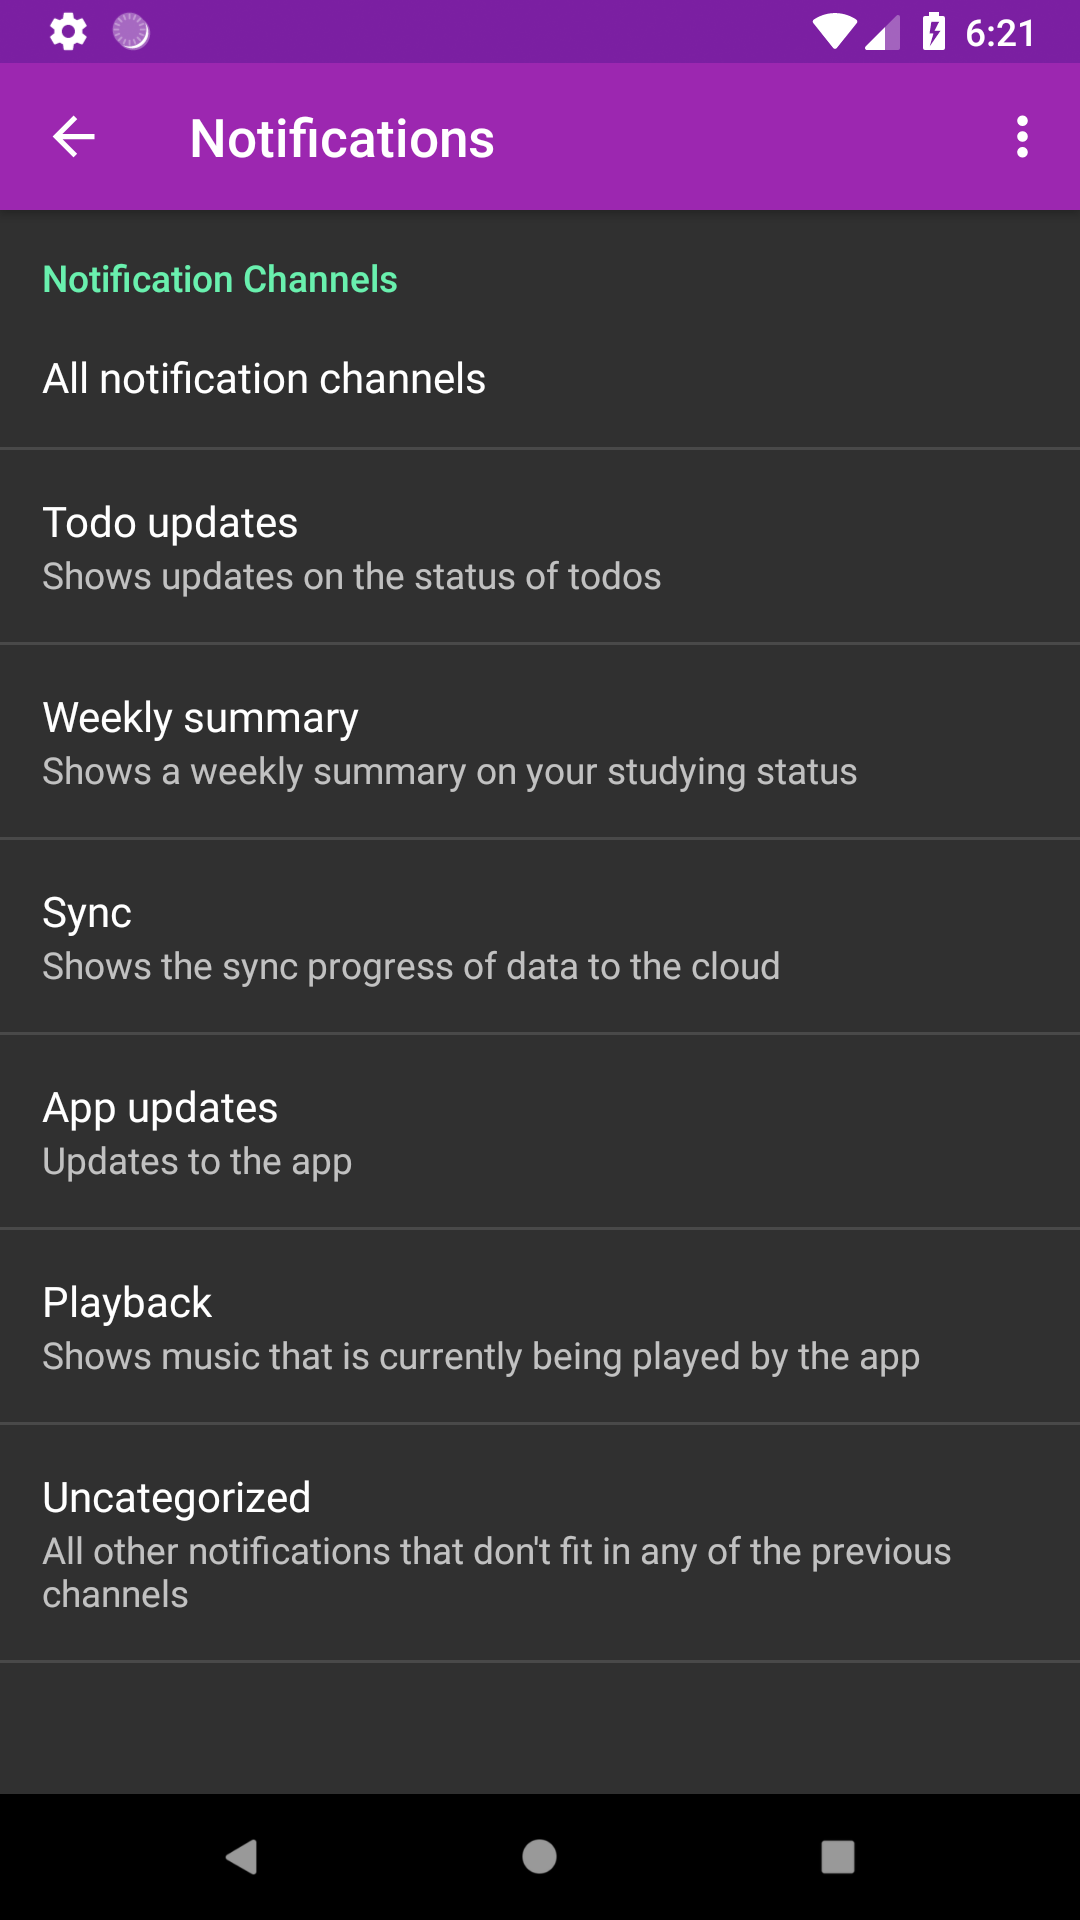 6:21
Notifications
Notification Channels
All notification channels
Todo updates
Shows updates on the status of todos
Weekly summary
Shows a weekly summary on your studying status
Sync
Shows the sync progress of data to the cloud
App updates
Updates to the app
Playback
Shows music that is currently being played by the app
Uncategorized
All other notifications that don't fit in any of the previous
channels